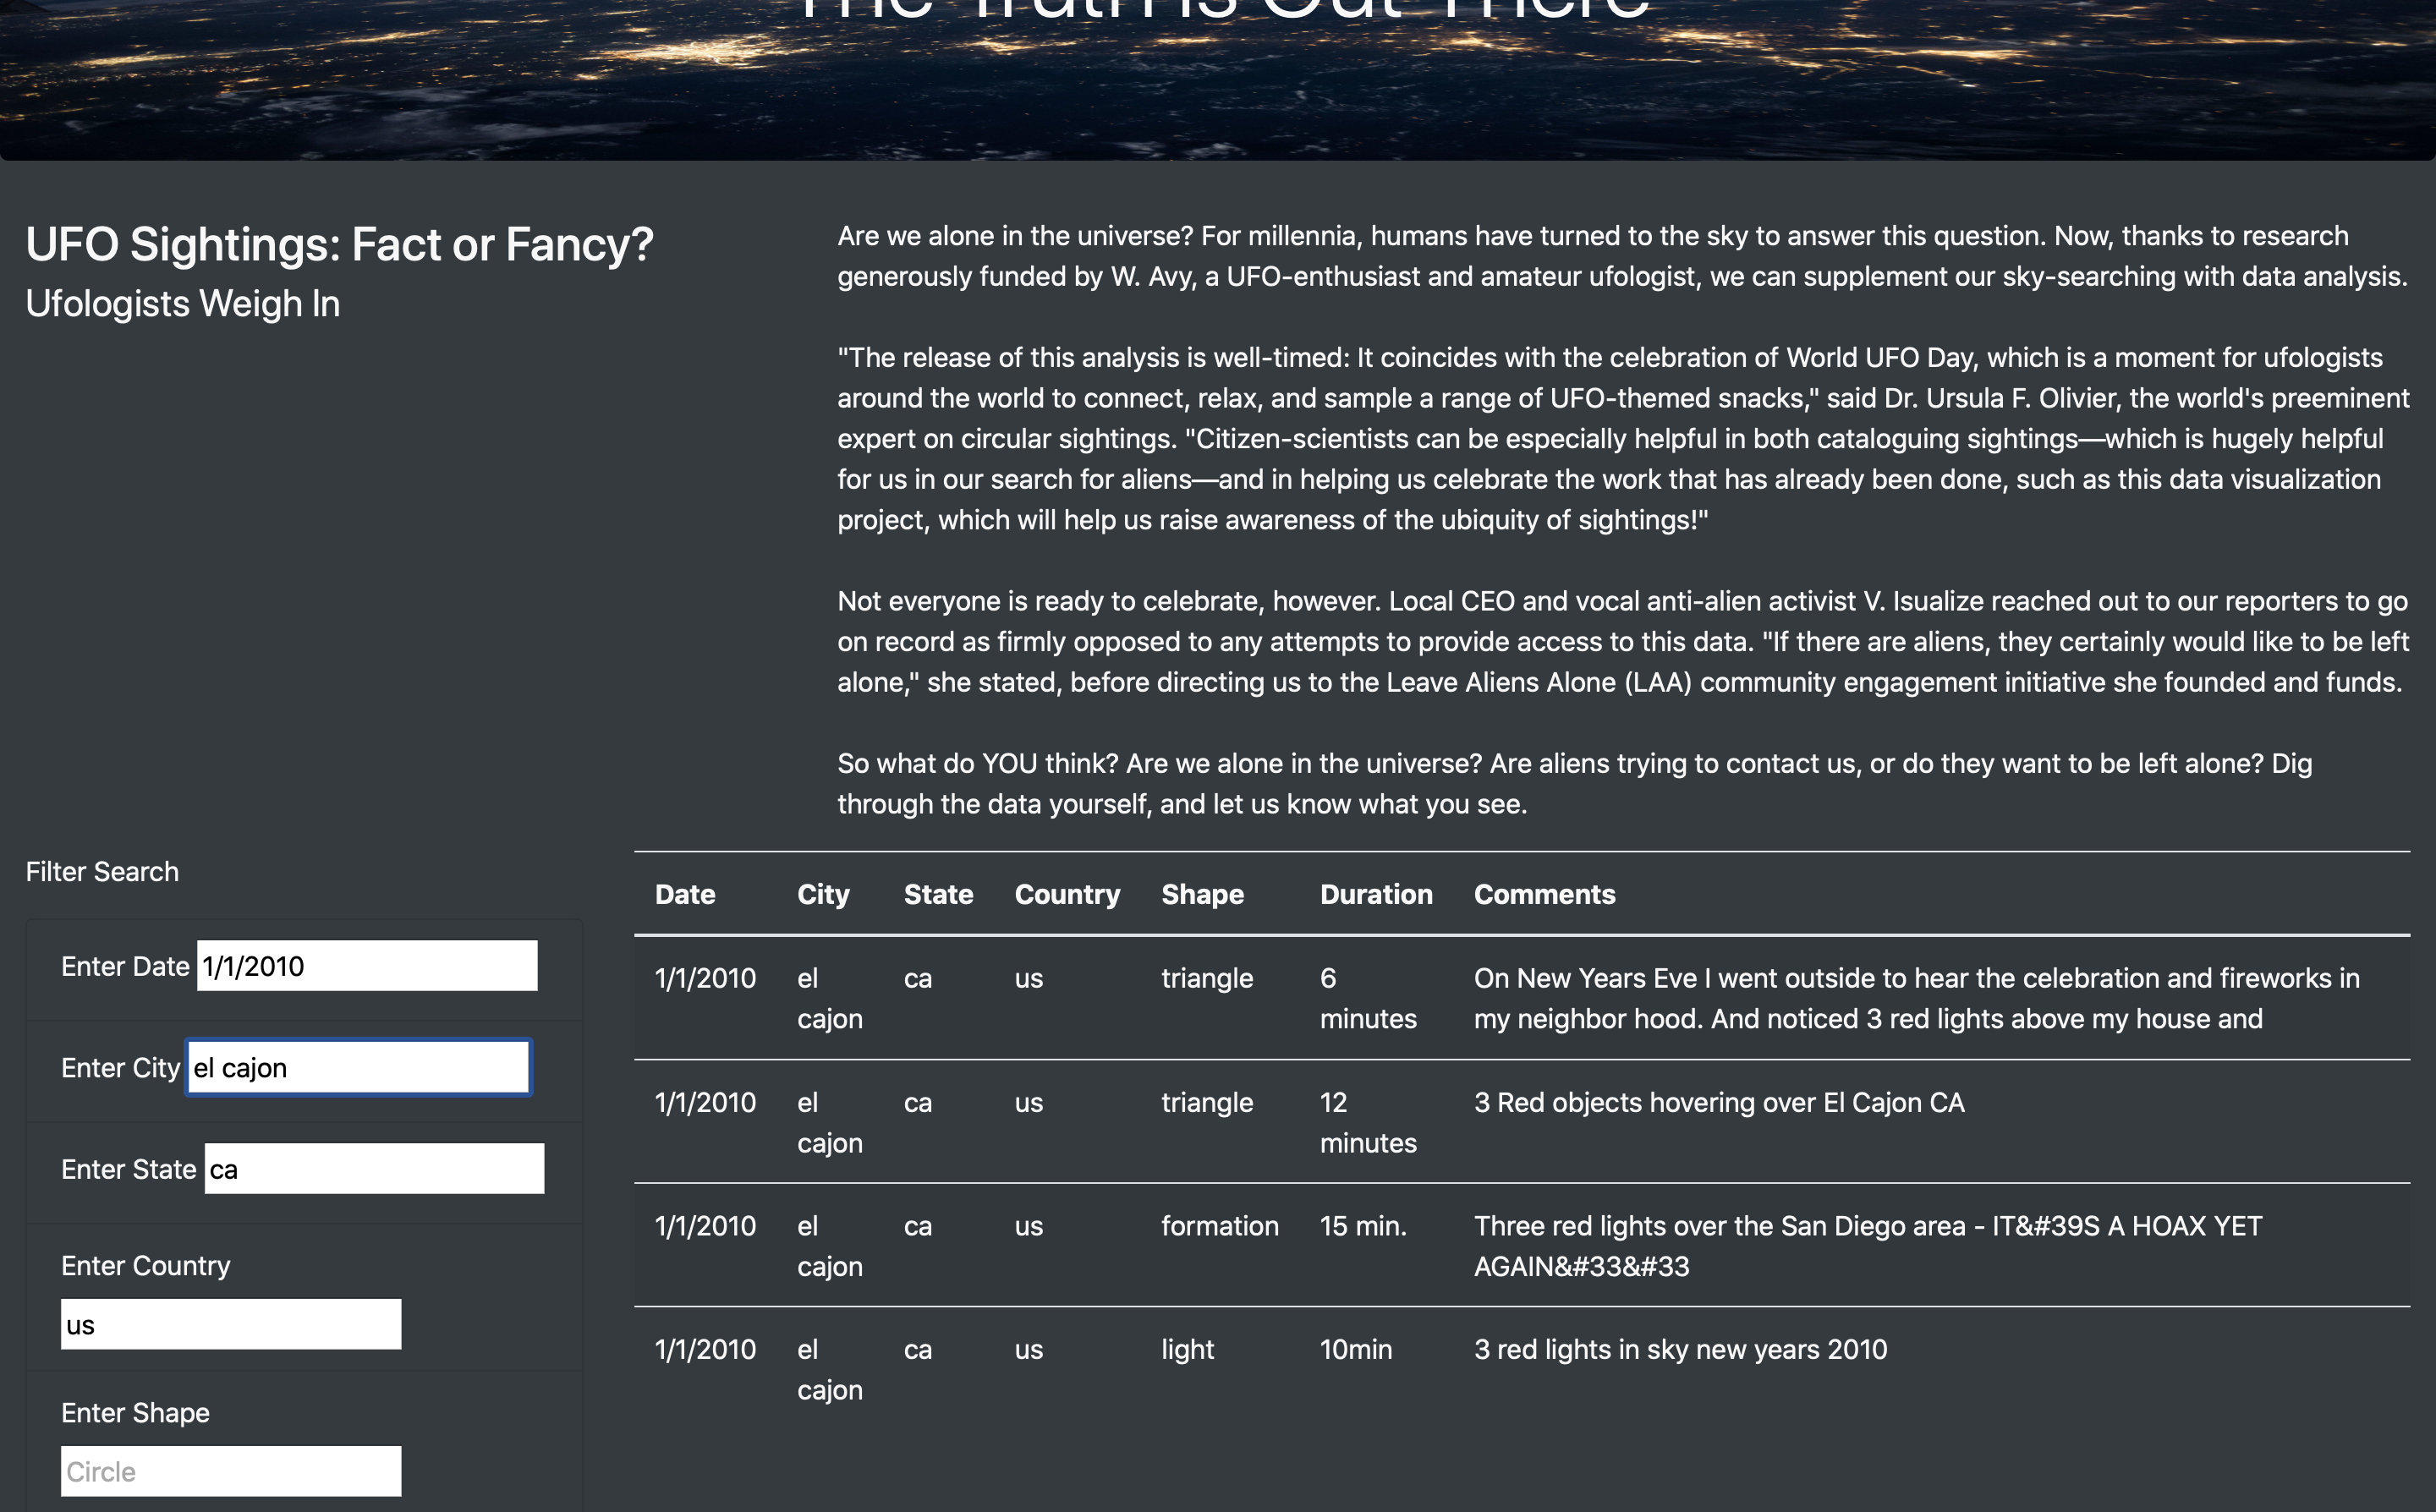 The Truth Is Out There
UFO Sightings: Fact or Fancy?
Ufologists Weigh In
Are we alone in the universe? For millennia, humans have turned to the sky to answer this question. Now, thanks to research
generously funded by W. Avy, a UFO-enthusiast and amateur ufologist, we can supplement our sky-searching with data analysis.
"The release of this analysis is well-timed: It coincides with the celebration of World UFO Day, which is a moment for ufologists
around the world to connect, relax, and sample a range of UFO-themed snacks," said Dr. Ursula F. Olivier, the world's preeminent
expert on circular sightings. "Citizen-scientists can be especially helpful in both cataloguing sightings—which is hugely helpful
for us in our search for aliens—and in helping us celebrate the work that has already been done, such as this data visualization
project, which will help us raise awareness of the ubiquity of sightings!"
Not everyone is ready to celebrate, however. Local CEO and vocal anti-alien activist V. Isualize reached out to our reporters to go
on record as firmly opposed to any attempts to provide access to this data. "If there are aliens, they certainly would like to be left
alone," she stated, before directing us to the Leave Aliens Alone (LAA) community engagement initiative she founded and funds.
So what do YOU think? Are we alone in the universe? Are aliens trying to contact us, or do they want to be left alone? Dig
through the data yourself, and let us know what you see.
Filter Search
Enter Date 1/1/2010
Enter City el cajon
Enter State ca
Enter Country
us
Enter Shape
Circle
Date City State Country Shape Duration Comments
1/1/2010 el ca us triangle 6 On New Years Eve I went outside to hear the celebration and fireworks in
cajon minutes my neighbor hood. And noticed 3 red lights above my house and
1/1/2010 el ca us triangle 12 3 Red objects hovering over El Cajon CA
cajon minutes
1/1/2010 el ca us formation 15 min. Three red lights over the San Diego area - IT&#39S A HOAX YET
cajon AGAIN&#33&#33
1/1/2010 el ca us light 10min 3 red lights in sky new years 2010
cajon